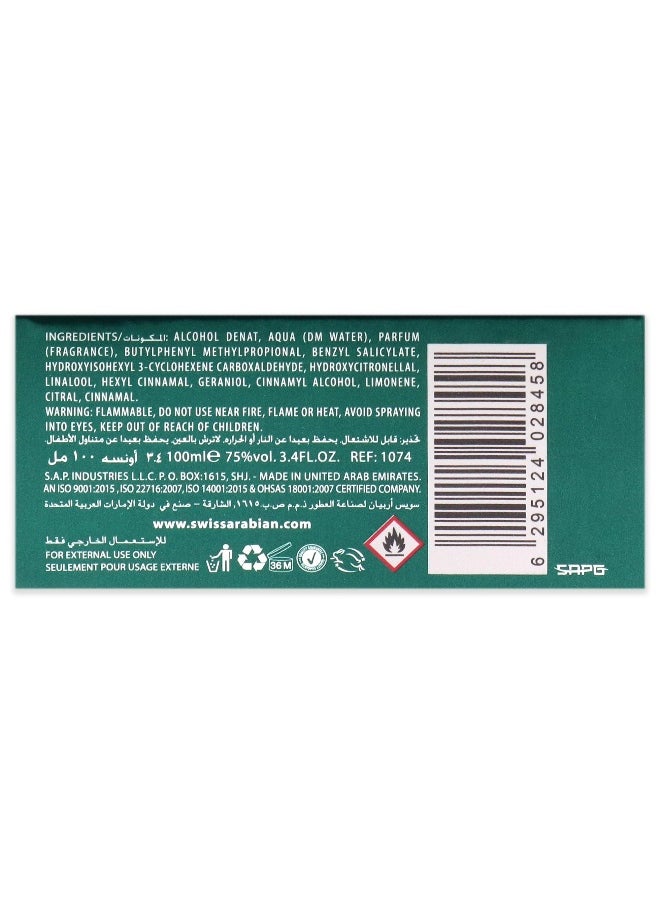 INGREDIENTS/المكونات: ALCOHOL DENAT, AQUA (DM WATER), PARFUM
(FRAGRANCE), BUTYLPHENYL METHYLPROPIONAL, BENZYL SALICYLATE,
HYDROXYISOHEXYL 3-CYCLOHEXENE CARBOXALDEHYDE, HYDROXYCITRONELLAL,
LINALOOL, HEXYL CINNAMAL, GERANIOL, CINNAMYL ALCOHOL, LIMONENE,
CITRAL, CINNAMAL.
WARNING: FLAMMABLE, DO NOT USE NEAR FIRE, FLAME OR HEAT, AVOID SPRAYING
INTO EYES, KEEP OUT OF REACH OF CHILDREN.
تحذير: قابل للاشتعال. يحفظ بعيدا عن النار أو الحراره. لاترش بالعين. يحفظ بعيدا عن متناول الأطفال.
٣.٤ أونسه ١٠٠ مل 100ml℮ 75%vol. 3.4FL.OZ. REF: 1074
S.A.P. INDUSTRIES L.L.C. P. O. BOX:1615, SHJ. - MADE IN UNITED ARAB EMIRATES.
AN ISO 9001:2015 , ISO 22716:2007, ISO 14001:2015 & OHSAS 18001:2007 CERTIFIED COMPANY.
سويس أربيان لصناعة العطور ذ.م.م ص.ب.١٦١٥، الشارقة - صنع في دولة الإمارات العربية المتحدة
www.swissarabian.com
للإستعمال الخارجي فقط
FOR EXTERNAL USE ONLY
SEULEMENT POUR USAGE EXTERNE
36 M
6 295124 028458
SAPG